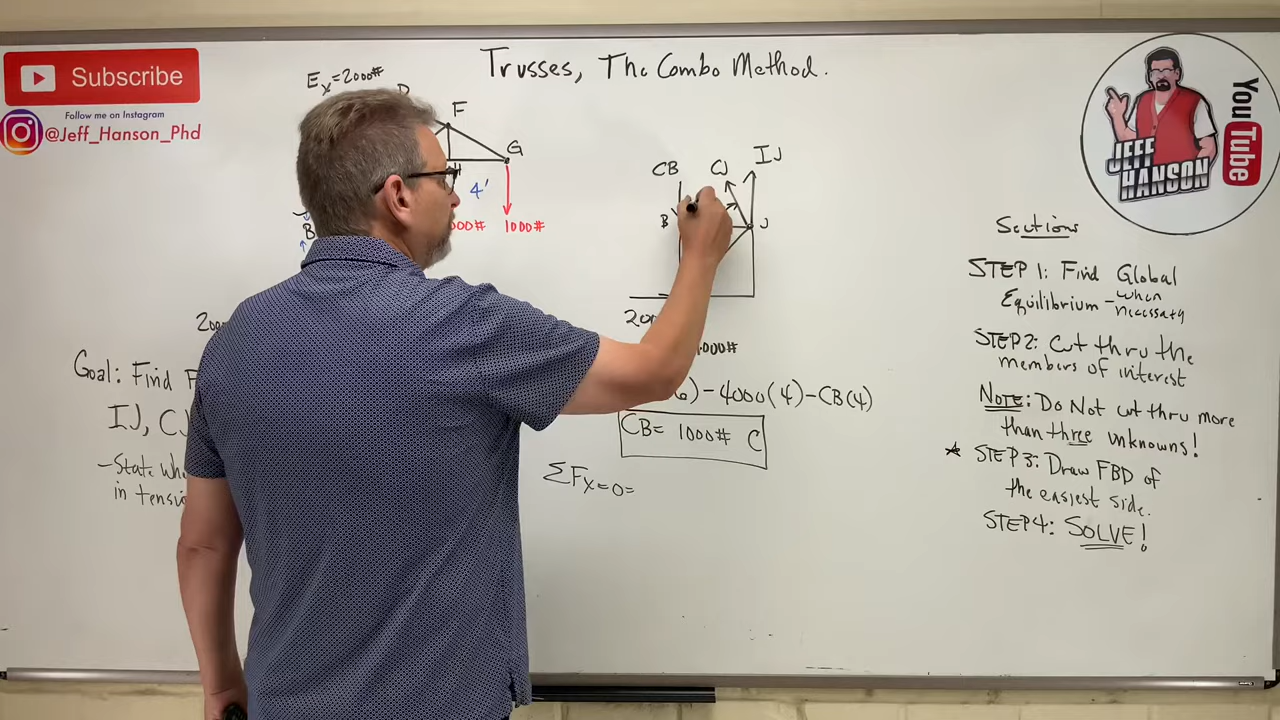 Subscribe
Follow me on Instagram
@Jeff_Hanson_Phd
Trusses, The Combo Method.
Ex=2000#
F
G
H
4'
000# 1000#
B
CB CJ IJ
B J
200
1000#
Goal: Find F
IJ, CJ
-State Whe
in tensio
) - 4000(4) - CB(4)
CB= 1000# C
ΣFx=0=
Sections
STEP 1: Find Global
Equilibrium - when
necessary
STEP 2: Cut thru the
members of interest
NOTE: Do Not cut thru more
than three unknowns!
STEP 3: Draw FBD of
the easiest side.
STEP 4: SOLVE!
JEFF
HANSON
YouTube